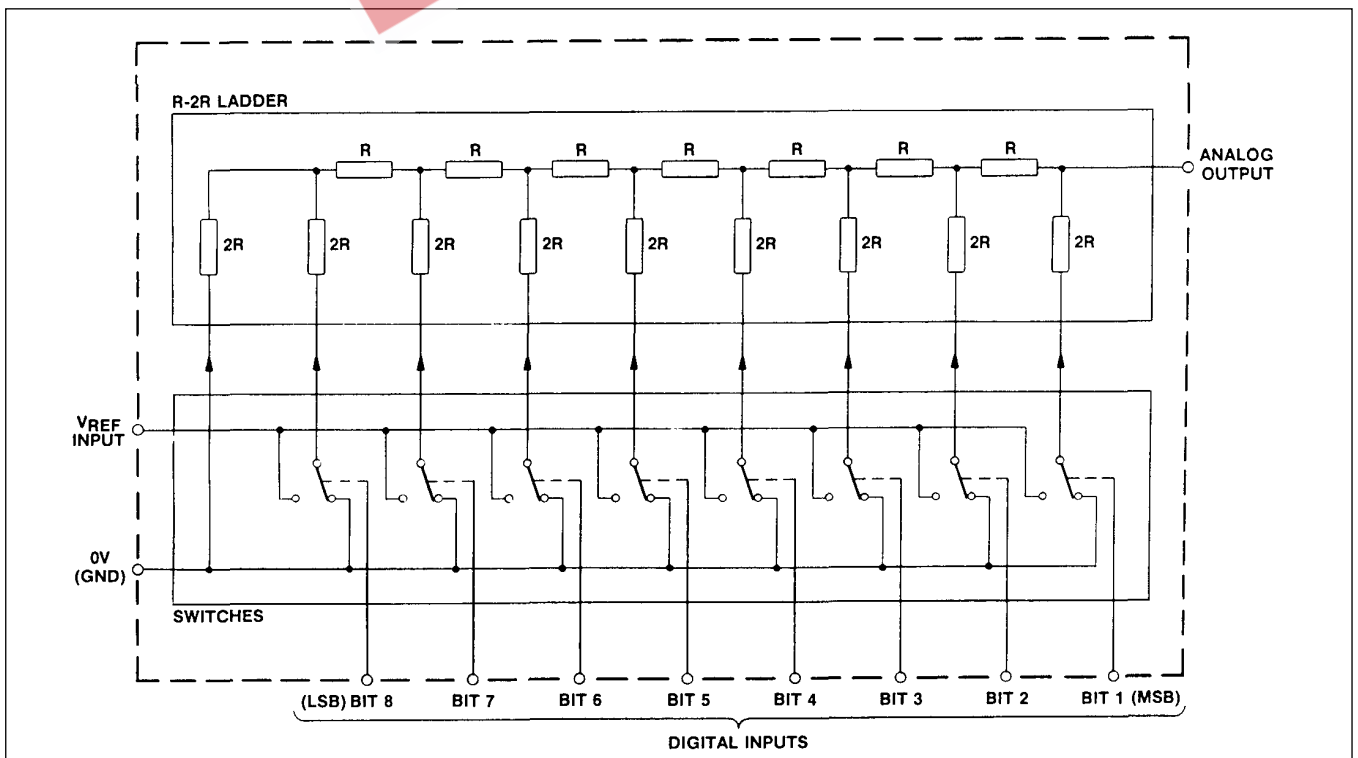 R-2R LADDER
R R R R R R R
ANALOG
OUTPUT
2R 2R 2R 2R 2R 2R 2R 2R 2R
VREF
INPUT
0V
(GND)
SWITCHES
(LSB) BIT 8 BIT 7 BIT 6 BIT 5 BIT 4 BIT 3 BIT 2 BIT 1 (MSB)
DIGITAL INPUTS